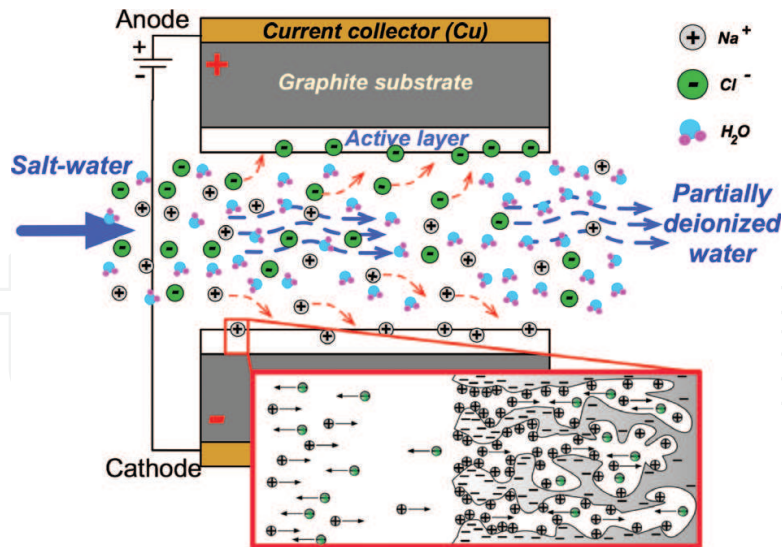 Anode
Current collector (Cu)
+
-
+
Graphite substrate
Active layer
Na⁺
Cl⁻
H₂O
Salt-water
Partially
deionized
water
-
Cathode